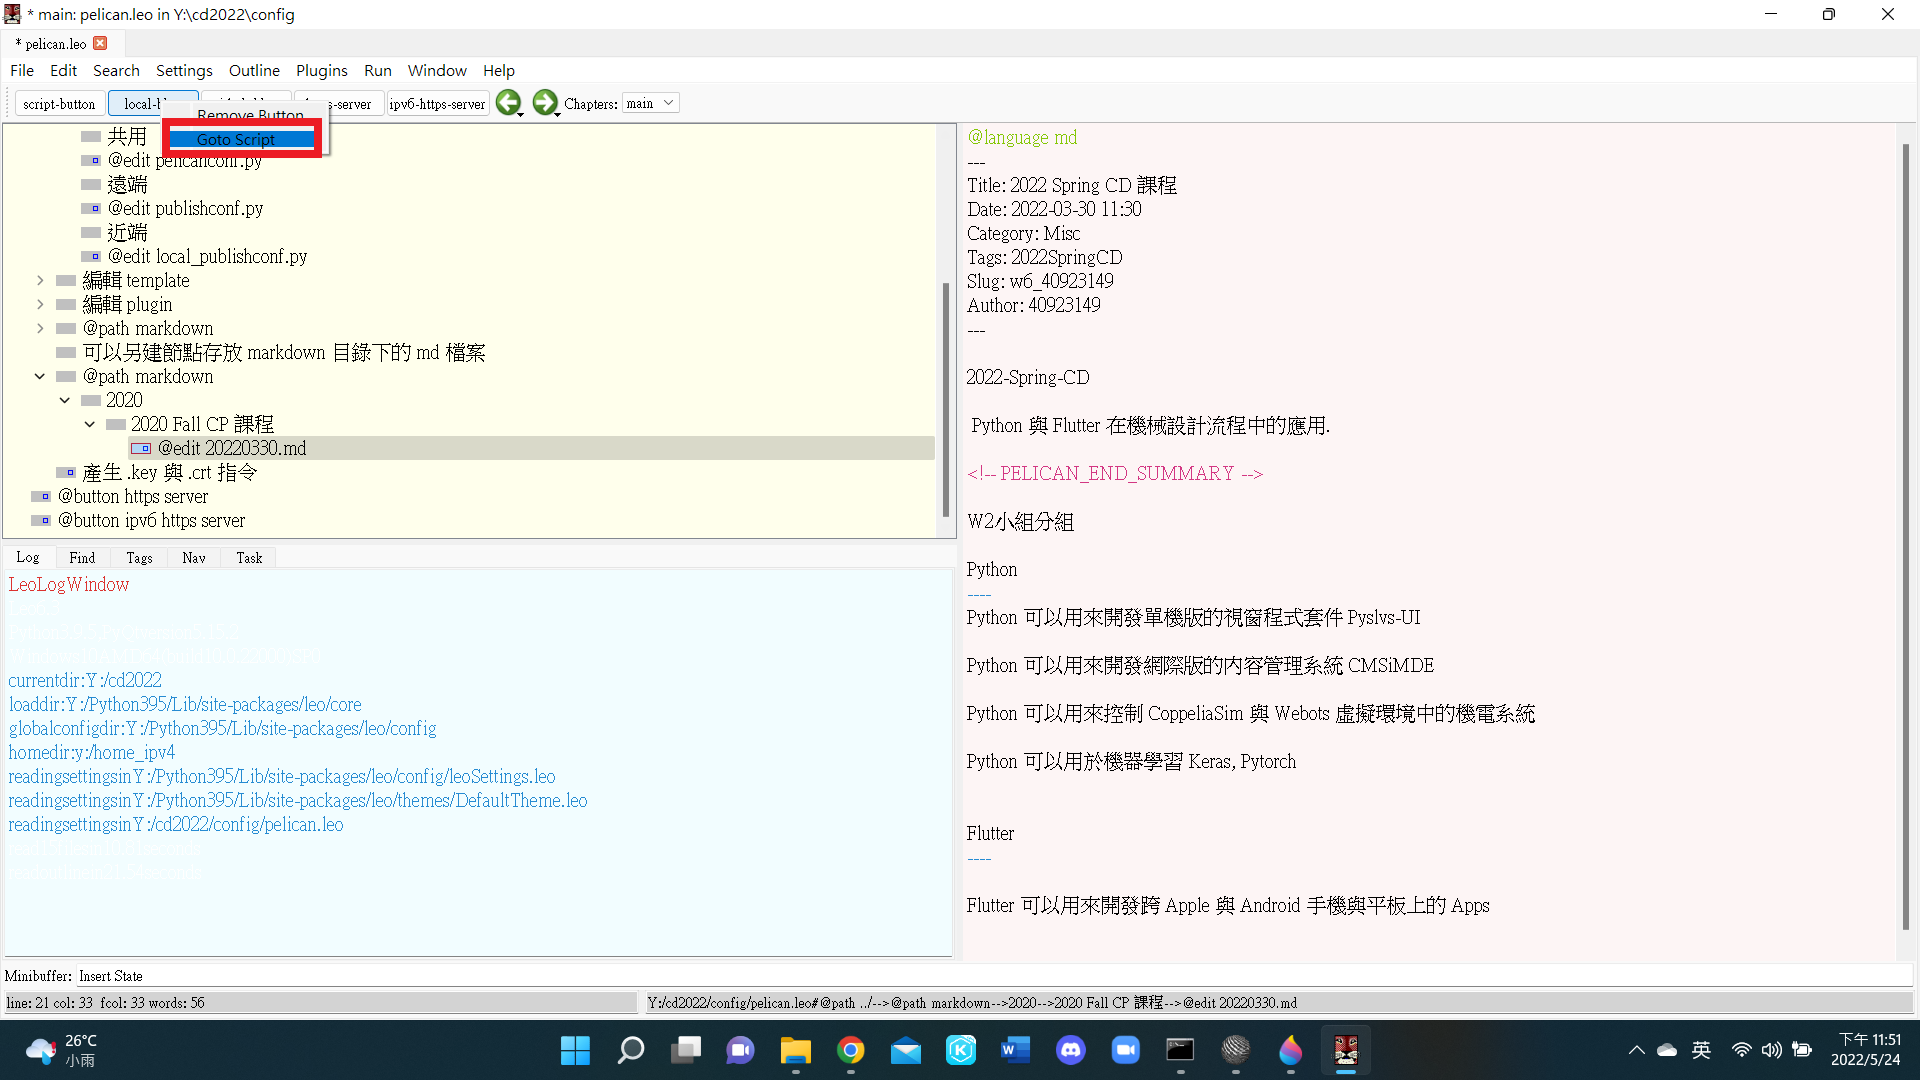 * main: pelican.leo in Y:\cd2022\config
* pelican.leo
File Edit Search Settings Outline Plugins Run Window Help
script-button ipv6-https-server Chapters: main
Remove Button
Goto Script
共用
@edit pelicanconf.py
遠端
@edit publishconf.py
近端
@edit local_publishconf.py
編輯 template
編輯 plugin
@path markdown
可以另建節點存放 markdown 目錄下的 md 檔案
@path markdown
2020
2020 Fall CP 課程
@edit 20220330.md
產生 .key 與 .crt 指令
@button https server
@button ipv6 https server
Log Find Tags Nav Task
LeoLogWindow
currentdir:Y:/cd2022
loaddir:Y:/Python395/Lib/site-packages/leo/core
globalconfigdir:Y:/Python395/Lib/site-packages/leo/config
homedir:y:/home_ipv4
readingsettingsinY:/Python395/Lib/site-packages/leo/config/leoSettings.leo
readingsettingsinY:/Python395/Lib/site-packages/leo/themes/DefaultTheme.leo
readingsettingsinY:/cd2022/config/pelican.leo
@language md
---
Title: 2022 Spring CD 課程
Date: 2022-03-30 11:30
Category: Misc
Tags: 2022SpringCD
Slug: w6_40923149
Author: 40923149
---
2022-Spring-CD
Python 與 Flutter 在機械設計流程中的應用.
<!-- PELICAN_END_SUMMARY -->
W2小組分組
Python
----
Python 可以用來開發單機版的視窗程式套件 Pyslvs-UI
Python 可以用來開發網際版的內容管理系統 CMSiMDE
Python 可以用來控制 CoppeliaSim 與 Webots 虛擬環境中的機電系統
Python 可以用於機器學習 Keras, Pytorch
Flutter
----
Flutter 可以用來開發跨 Apple 與 Android 手機與平板上的 Apps
Minibuffer: Insert State
line: 21 col: 33 fcol: 33 words: 56
Y:/cd2022/config/pelican.leo#@path ../-->@path markdown-->2020-->2020 Fall CP 課程-->@edit 20220330.md
26°C
小雨
英
下午 11:51
2022/5/24